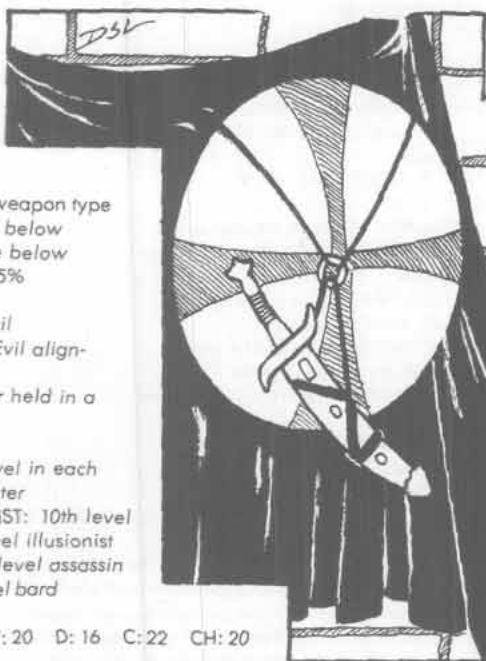 DSL
weapon type
below
below
5%
il
Evil align-
r held in a
vel in each
ter
IST: 10th level
el illusionist
level assassin
el bard
: 20 D: 16 C: 22 CH: 20